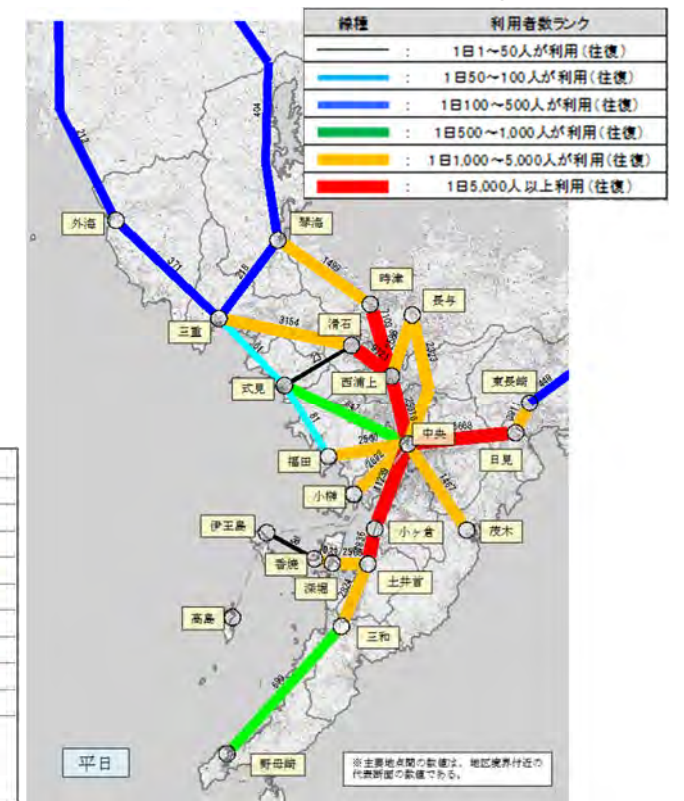 線種 利用者数ランク
: 1日1～50人が利用(往復)
: 1日50～100人が利用(往復)
: 1日100～500人が利用(往復)
: 1日500～1,000人が利用(往復)
: 1日1,000～5,000人が利用(往復)
: 1日5,000人以上利用(往復)
404
212
外海
琴海
371
218
1499
時津
長与
三重
3154
滑石
2323
西浦上
式見
東長崎
449
81
中央
福田
小榊
日見
1467
伊王島
小ヶ倉
茂木
香焼
深堀
土井首
高島
三和
699
野母崎
平日
※主要地点間の数値は、地区境界付近の
代表断面の数値である。